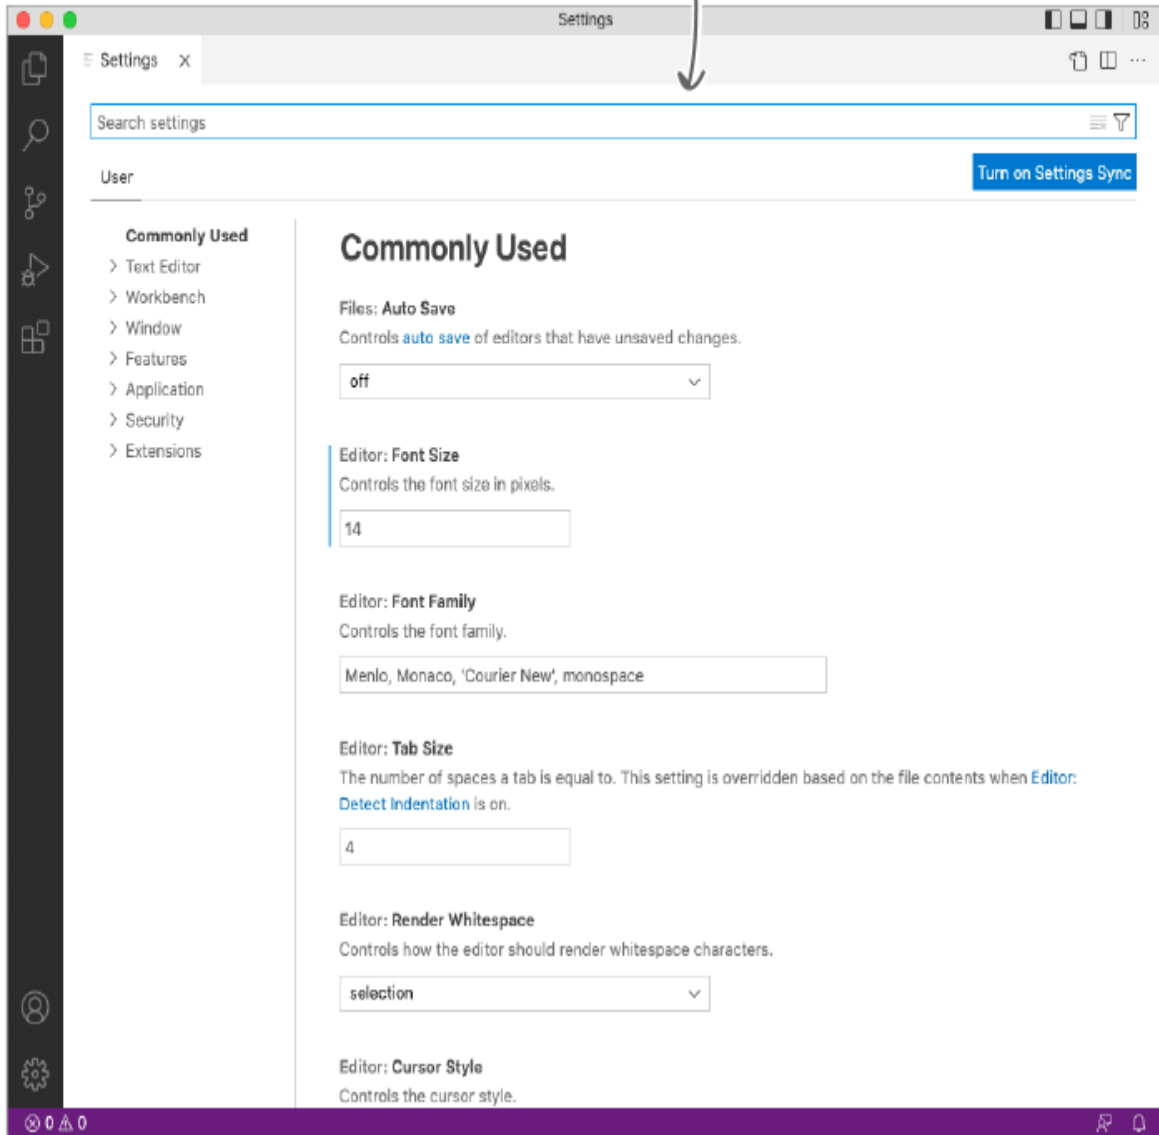 Settings
Settings
Search settings
User
Turn on Settings Sync
Commonly Used
Text Editor
Workbench
Window
Features
Application
Security
Extensions
Commonly Used
Files: Auto Save
Controls auto save of editors that have unsaved changes.
off
Editor: Font Size
Controls the font size in pixels.
14
Editor: Font Family
Controls the font family.
Menlo, Monaco, 'Courier New', monospace
Editor: Tab Size
The number of spaces a tab is equal to. This setting is overridden based on the file contents when Editor:
Detect Indentation is on.
4
Editor: Render Whitespace
Controls how the editor should render whitespace characters.
selection
Editor: Cursor Style
Controls the cursor style.
0 0